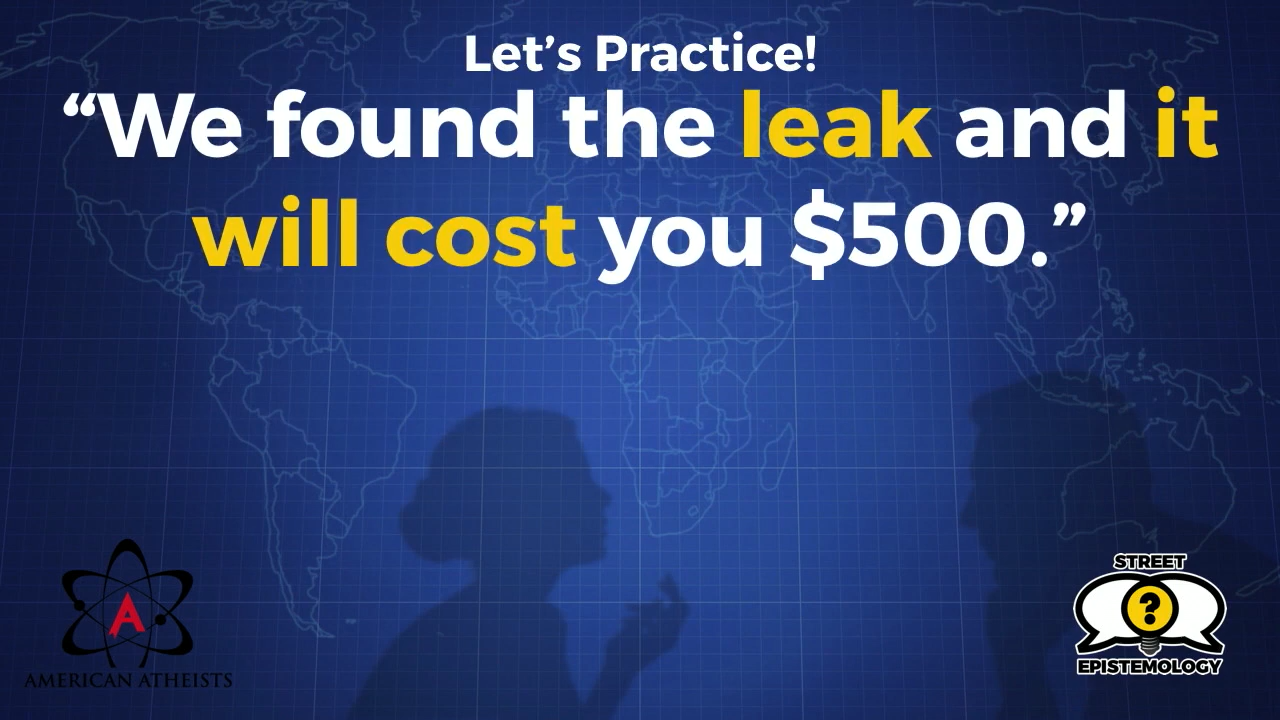 Let’s Practice!
“We found the leak and it
will cost you $500.”
A
AMERICAN ATHEISTS
STREET
?
EPISTEMOLOGY